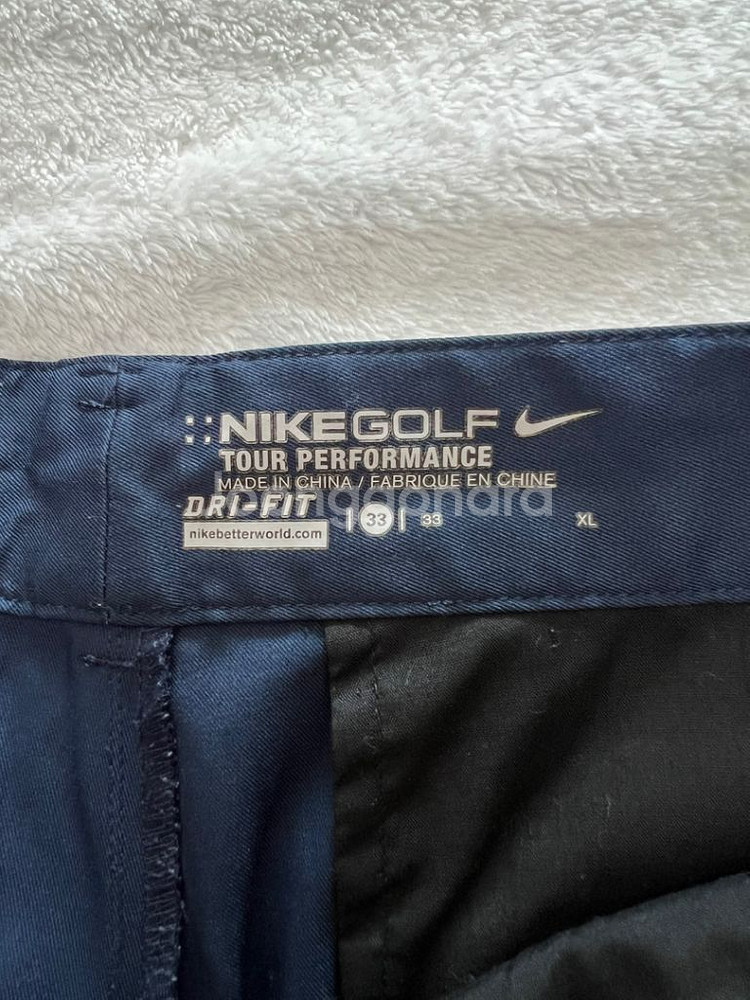 ::NIKEGOLF
TOUR PERFORMANCE
MADE IN CHINA / FABRIQUE EN CHINE
DRI-FIT
nikebetterworld.com
33 33 XL